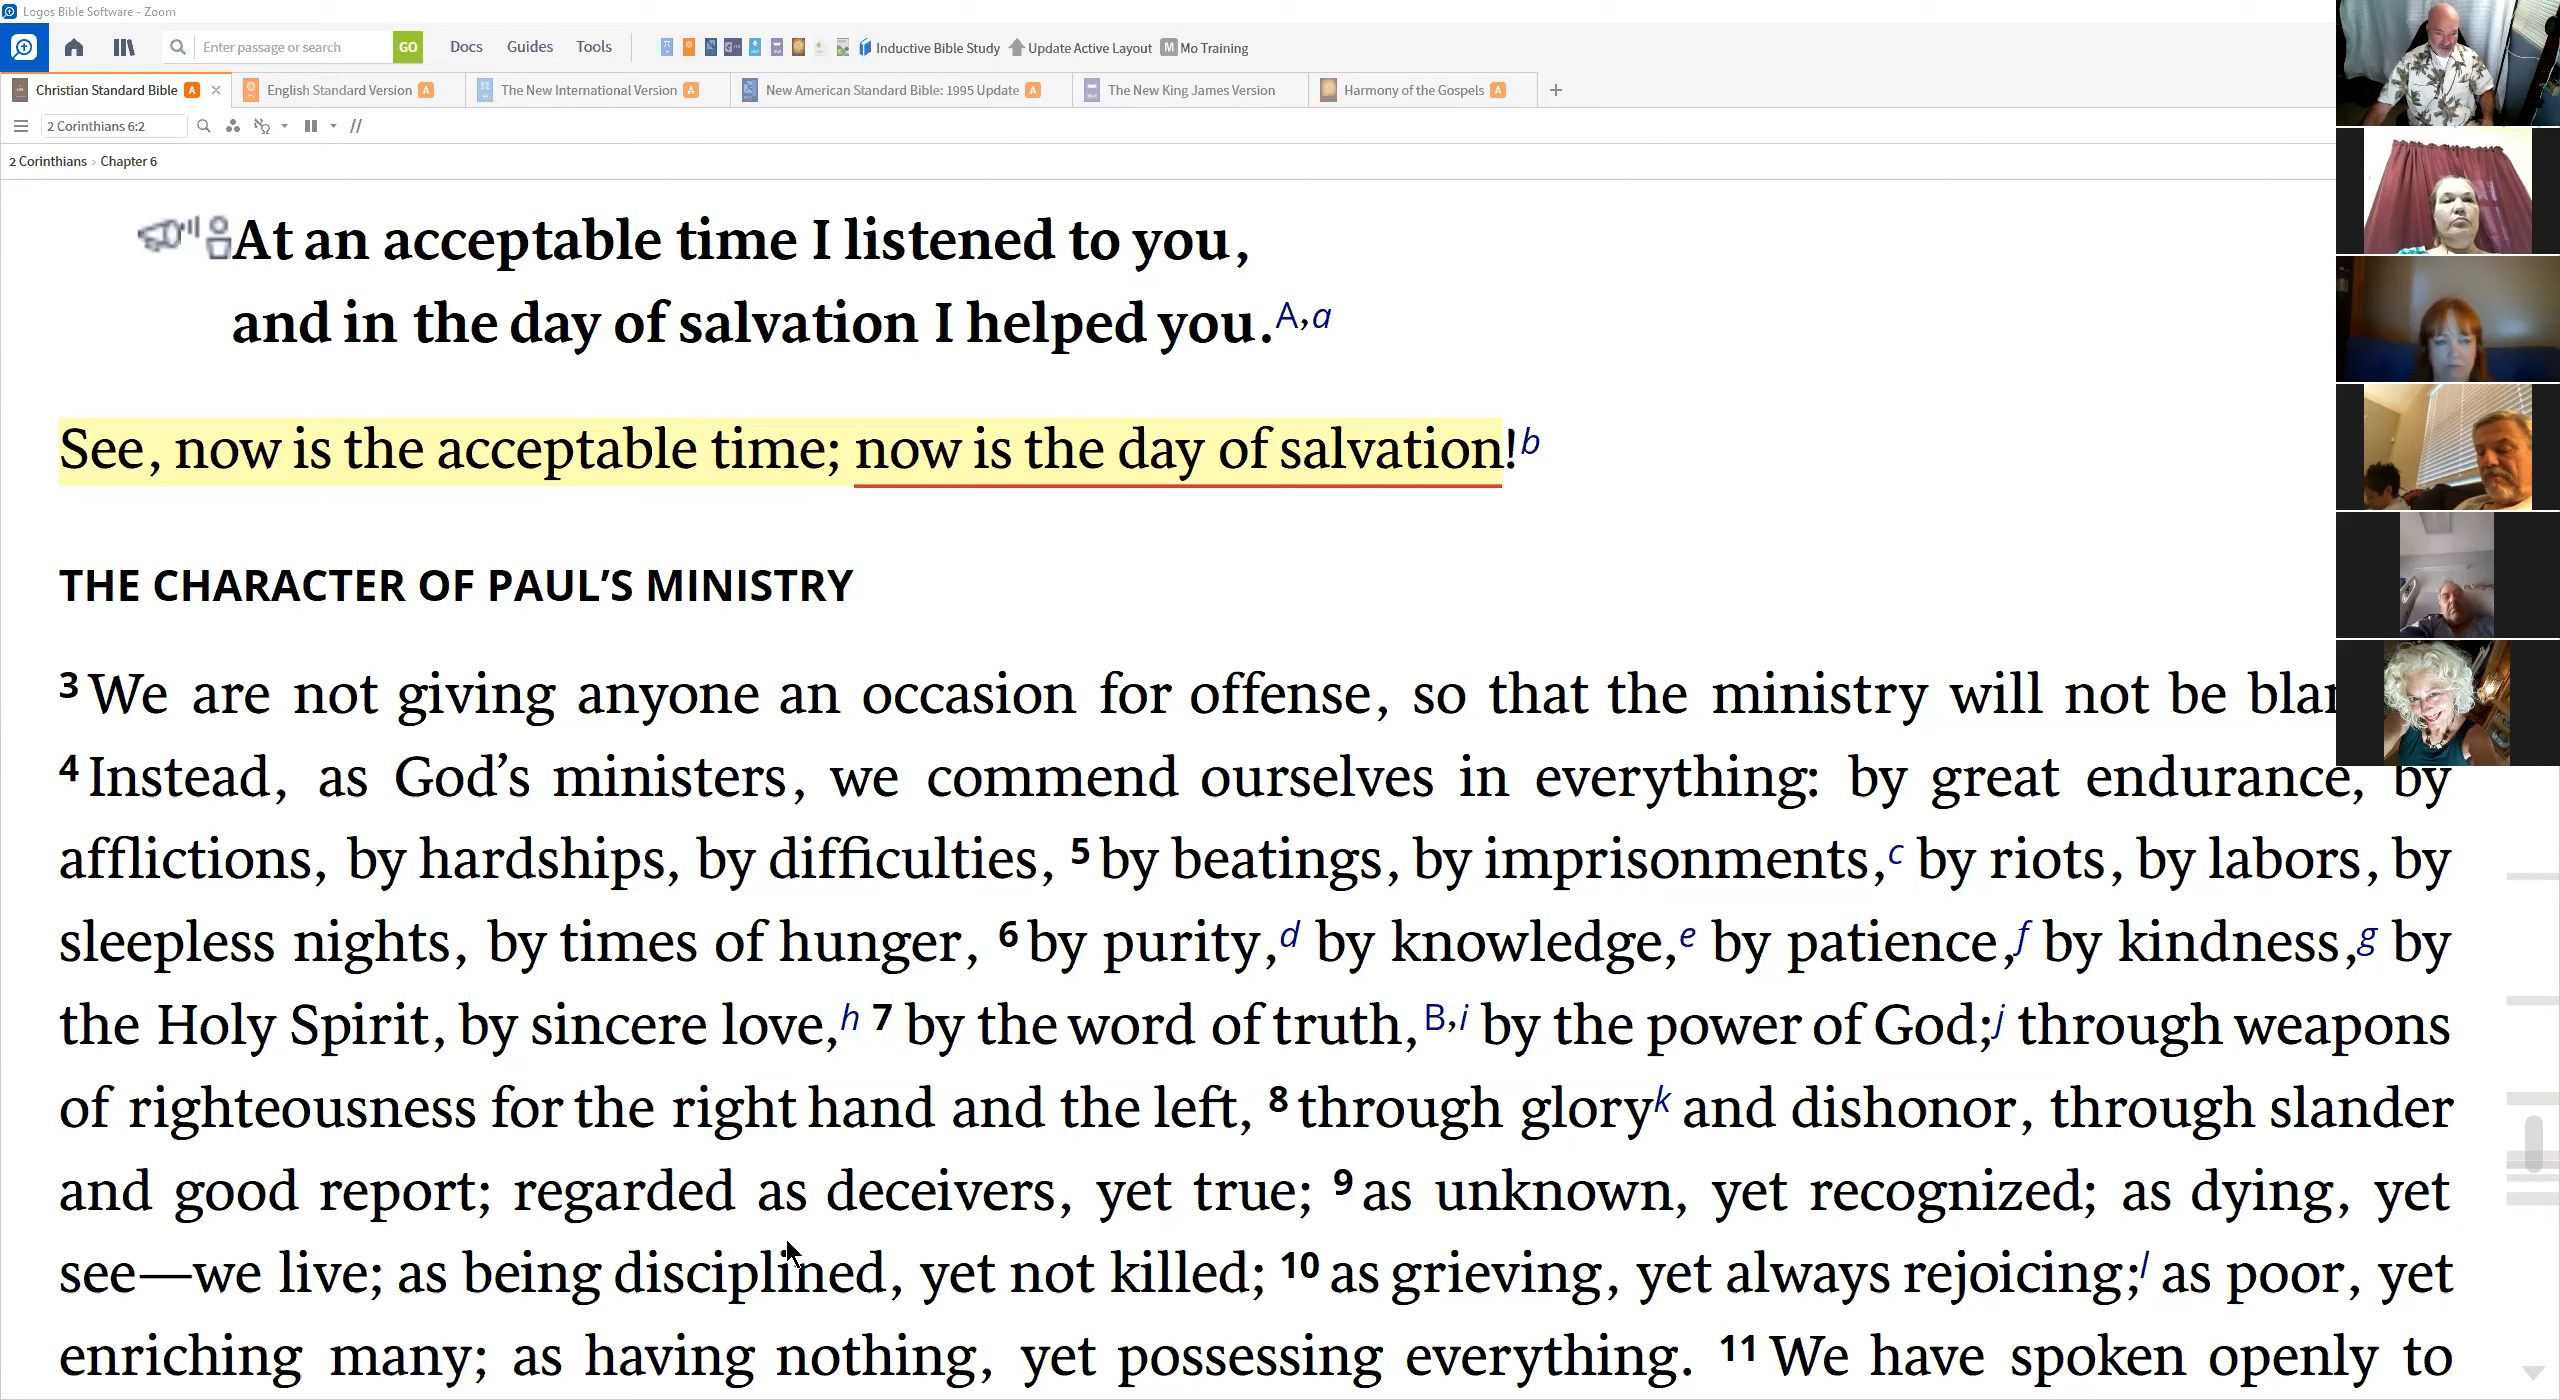 Logos Bible Software - Zoom
Enter passage or search GO Docs Guides Tools Inductive Bible Study Update Active Layout M Mo Training
Christian Standard Bible A English Standard Version A The New International Version A New American Standard Bible: 1995 Update A The New King James Version Harmony of the Gospels A
2 Corinthians 6:2
2 Corinthians › Chapter 6
At an acceptable time I listened to you,
and in the day of salvation I helped you.A,a
See, now is the acceptable time; now is the day of salvation!b
THE CHARACTER OF PAUL’S MINISTRY
3 We are not giving anyone an occasion for offense, so that the ministry will not be
4 Instead, as God’s ministers, we commend ourselves in everything: by great endurance, by
afflictions, by hardships, by difficulties, 5 by beatings, by imprisonments,c by riots, by labors, by
sleepless nights, by times of hunger, 6 by purity,d by knowledge,e by patience,f by kindness,g by
the Holy Spirit, by sincere love,h 7 by the word of truth,B,i by the power of God;j through weapons
of righteousness for the right hand and the left, 8 through gloryk and dishonor, through slander
and good report; regarded as deceivers, yet true; 9 as unknown, yet recognized; as dying, yet
see—we live; as being disciplined, yet not killed; 10 as grieving, yet always rejoicing;l as poor, yet
enriching many; as having nothing, yet possessing everything. 11 We have spoken openly to